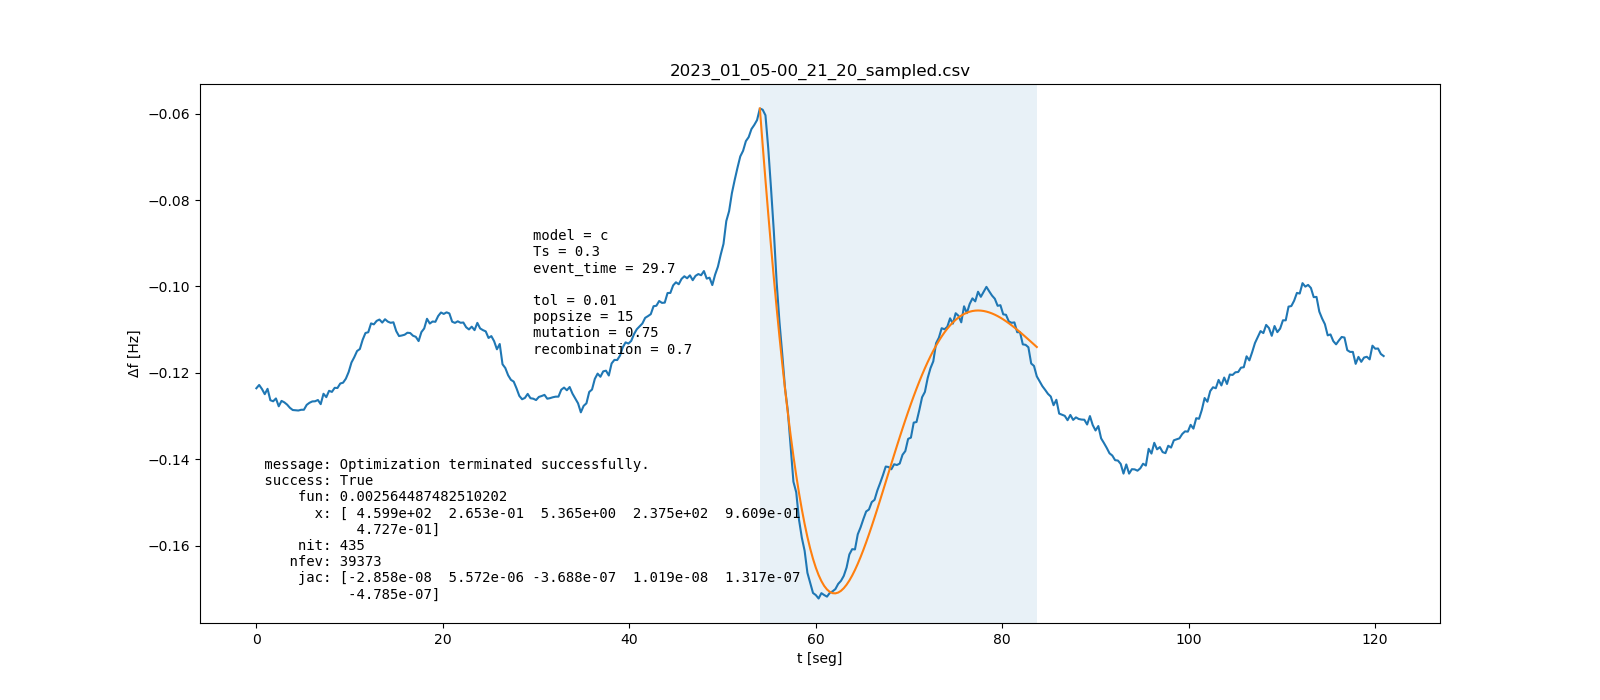 2023_01_05-00_21_20_sampled.csv
−0.06
−0.08
−0.10
−0.12
−0.14
−0.16
Δf [Hz]
model = c
Ts = 0.3
event_time = 29.7
tol = 0.01
popsize = 15
mutation = 0.75
recombination = 0.7
message: Optimization terminated successfully.
success: True
fun: 0.002564487482510202
x: [ 4.599e+02  2.653e-01  5.365e+00  2.375e+02  9.609e-01
4.727e-01]
nit: 435
nfev: 39373
jac: [-2.858e-08  5.572e-06 -3.688e-07  1.019e-08  1.317e-07
-4.785e-07]
0 20 40 60 80 100 120
t [seg]